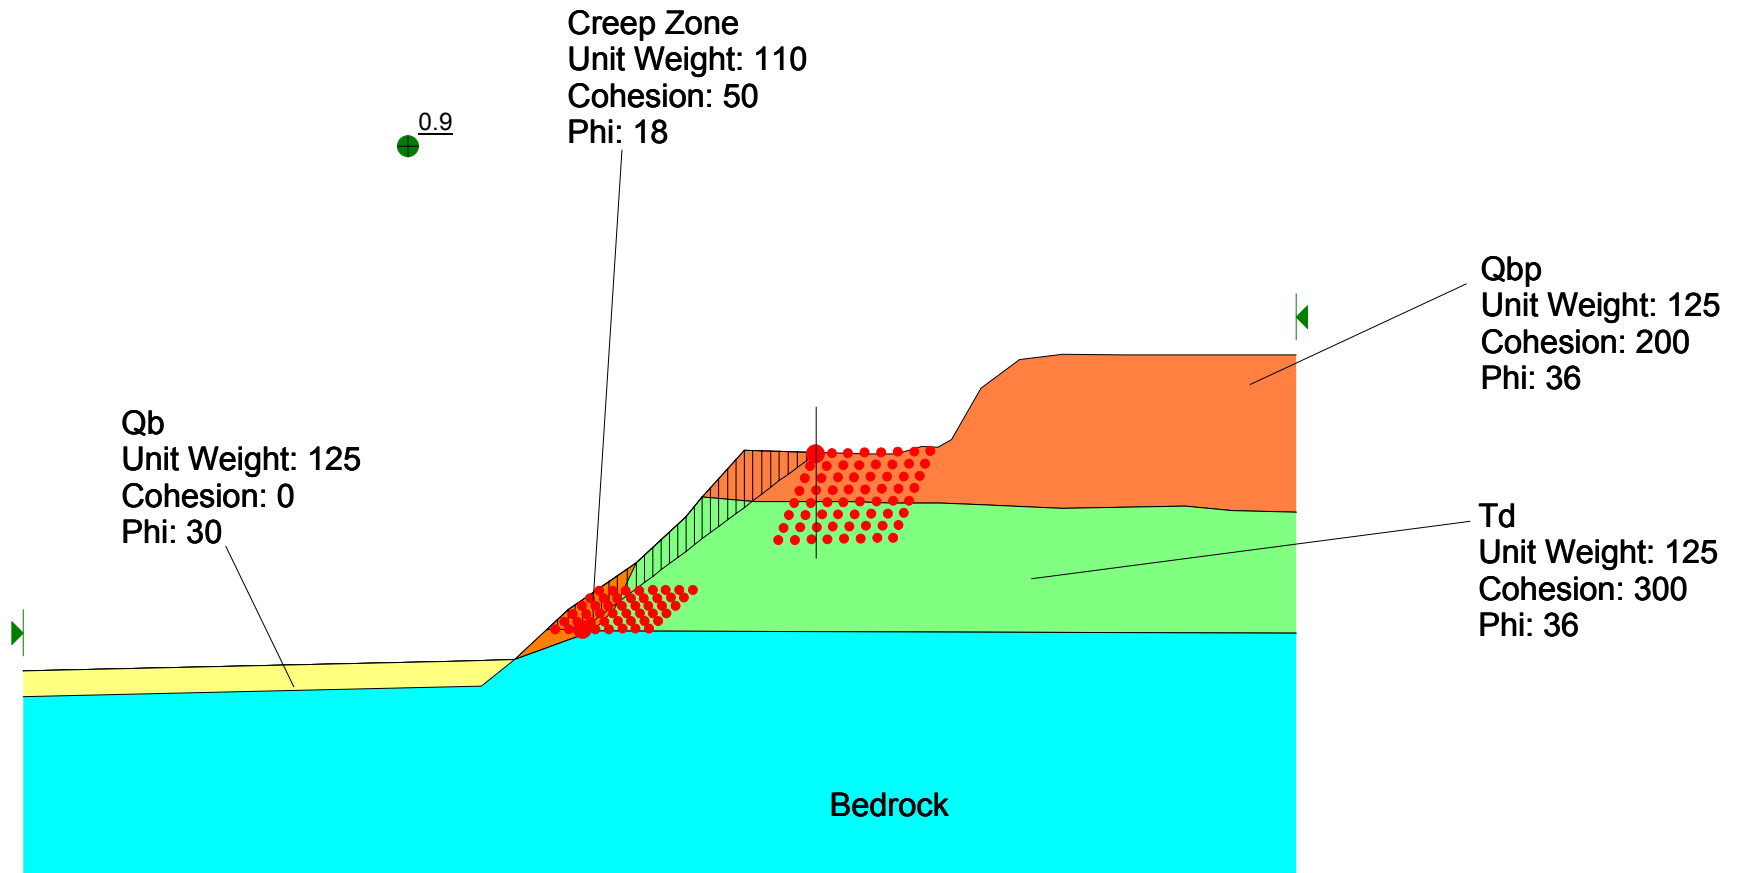 Creep Zone
Unit Weight: 110
Cohesion: 50
Phi: 18
0.9
Qbp
Unit Weight: 125
Cohesion: 200
Phi: 36
Qb
Unit Weight: 125
Cohesion: 0
Phi: 30
Td
Unit Weight: 125
Cohesion: 300
Phi: 36
Bedrock